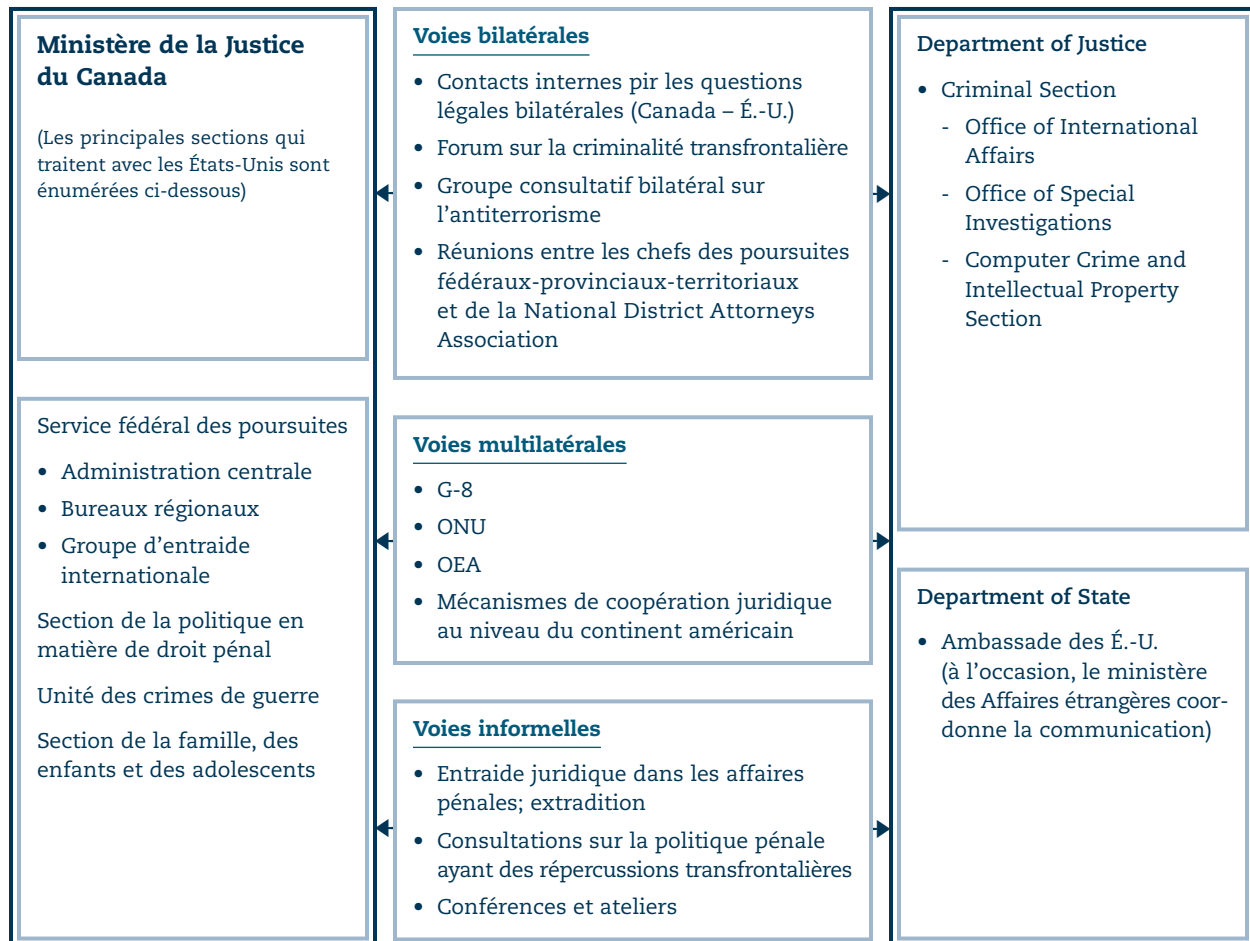 Ministère de la Justice
du Canada
(Les principales sections qui
traitent avec les États-Unis sont
énumérées ci-dessous)
Service fédéral des poursuites
• Administration centrale
• Bureaux régionaux
• Groupe d'entraide
internationale
Section de la politique en
matière de droit pénal
Unité des crimes de guerre
Section de la famille, des
enfants et des adolescents
Voies bilatérales
• Contacts internes pir les questions
légales bilatérales (Canada – É.-U.)
• Forum sur la criminalité transfrontalière
• Groupe consultatif bilatéral sur
l'antiterrorisme
• Réunions entre les chefs des poursuites
fédéraux-provinciaux-territoriaux
et de la National District Attorneys
Association
Voies multilatérales
• G-8
• ONU
• OEA
• Mécanismes de coopération juridique
au niveau du continent américain
Voies informelles
• Entraide juridique dans les affaires
pénales; extradition
• Consultations sur la politique pénale
ayant des répercussions transfrontalières
• Conférences et ateliers
Department of Justice
• Criminal Section
- Office of International
Affairs
- Office of Special
Investigations
- Computer Crime and
Intellectual Property
Section
Department of State
• Ambassade des É.-U.
(à l'occasion, le ministère
des Affaires étrangères coor-
donne la communication)